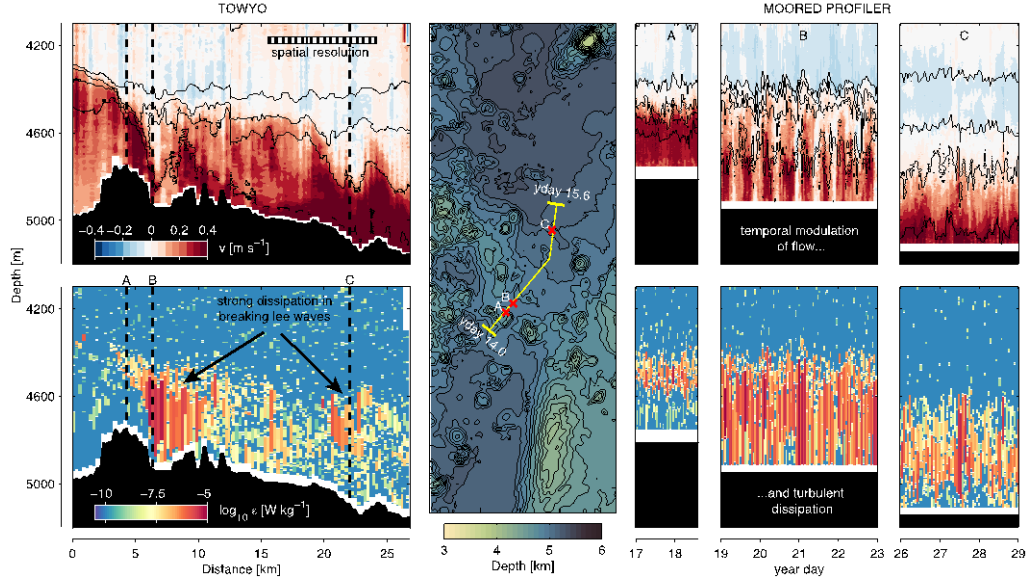 TOWYO
MOORED PROFILER
4200
4600
5000
spatial resolution
−0.4 −0.2 0 0.2 0.4
v [m s⁻¹]
Depth [m]
A B C
4200
4600
5000
strong dissipation in
breaking lee waves
−10 −7.5 −5
log₁₀ ε [W kg⁻¹]
0 5 10 15 20 25
Distance [km]
yday 15.6
C
B
A
yday 14.0
3 4 5 6
Depth [km]
A
B
C
temporal modulation
of flow...
...and turbulent
dissipation
17 18
19 20 21 22 23
26 27 28 29
year day